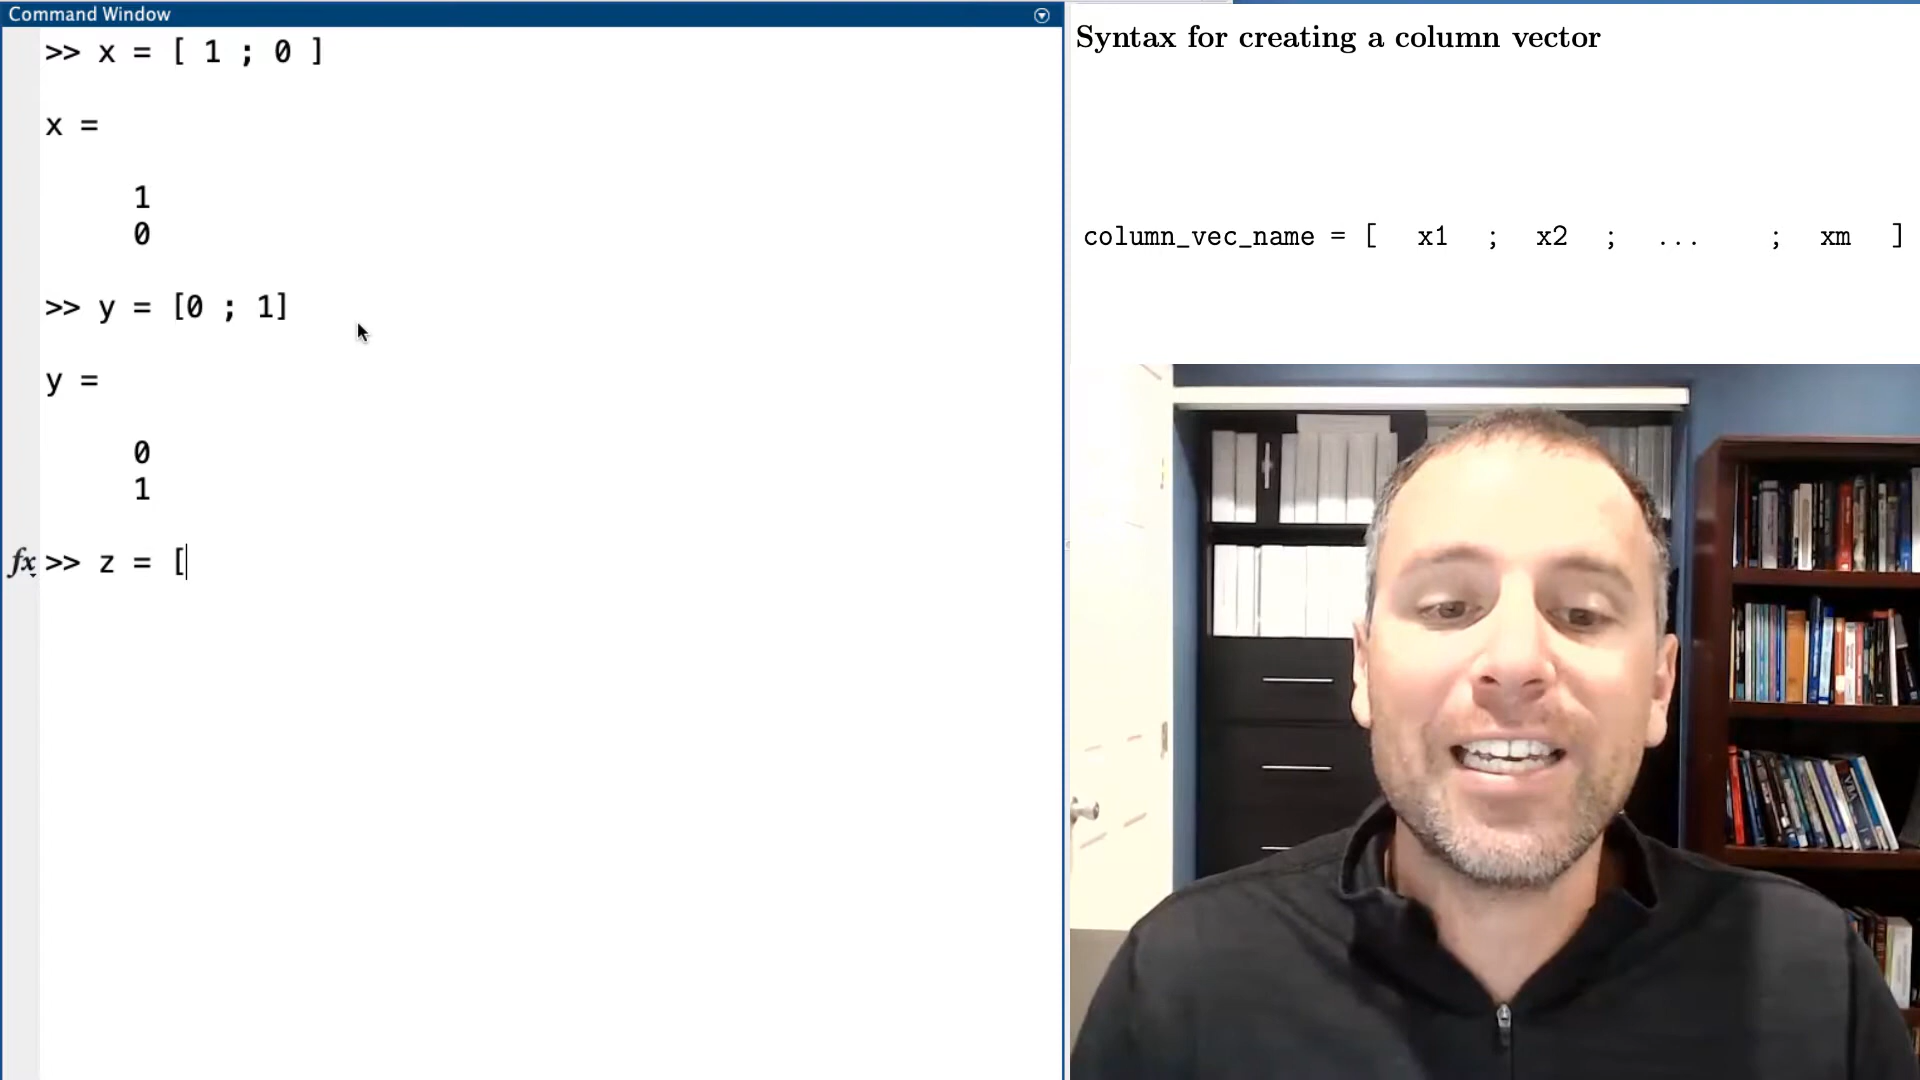 Command Window
>> x = [ 1 ; 0 ]
x =
1
0
>> y = [0 ; 1]
y =
0
1
fx >> z = [
Syntax for creating a column vector
column_vec_name = [ x1 ; x2 ; ... ; xm ]